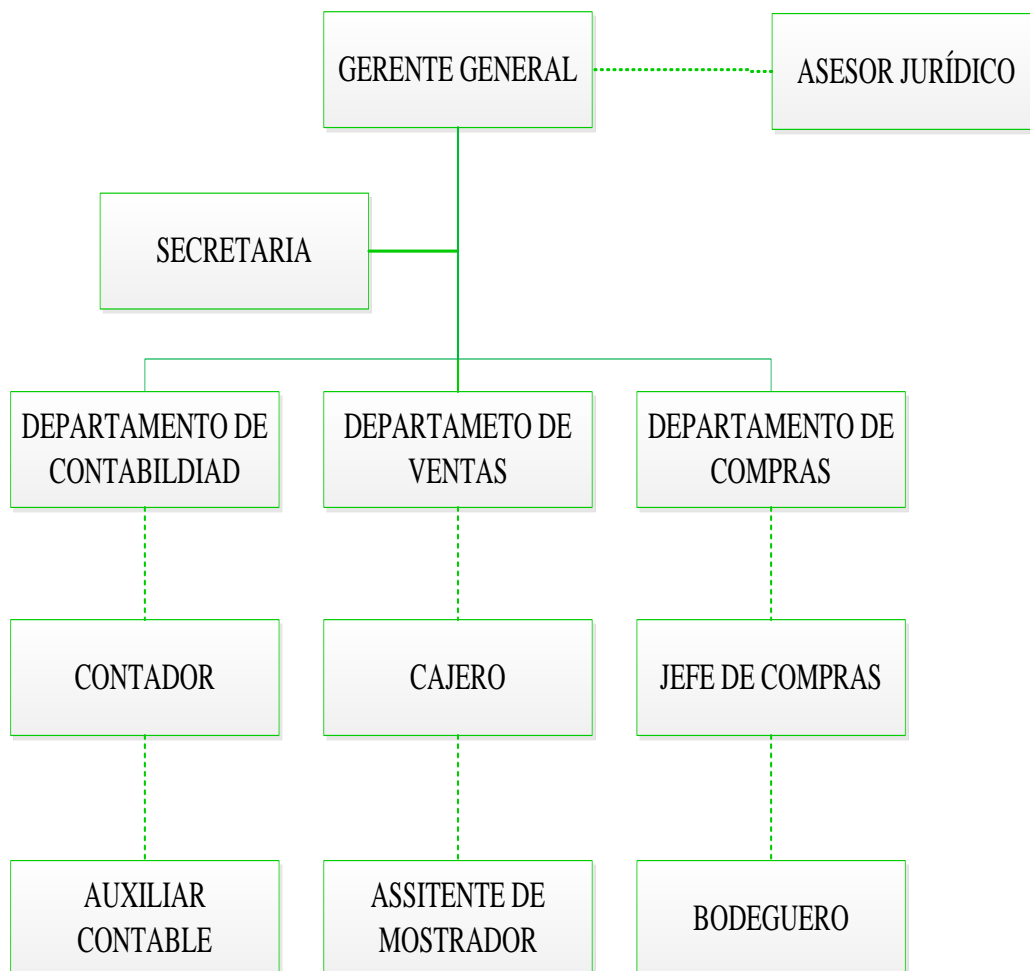 GERENTE GENERAL
ASESOR JURÍDICO
SECRETARIA
DEPARTAMENTO DE
CONTABILDIAD
DEPARTAMETO DE
VENTAS
DEPARTAMENTO DE
COMPRAS
CONTADOR
CAJERO
JEFE DE COMPRAS
AUXILIAR
CONTABLE
ASSITENTE DE
MOSTRADOR
BODEGUERO